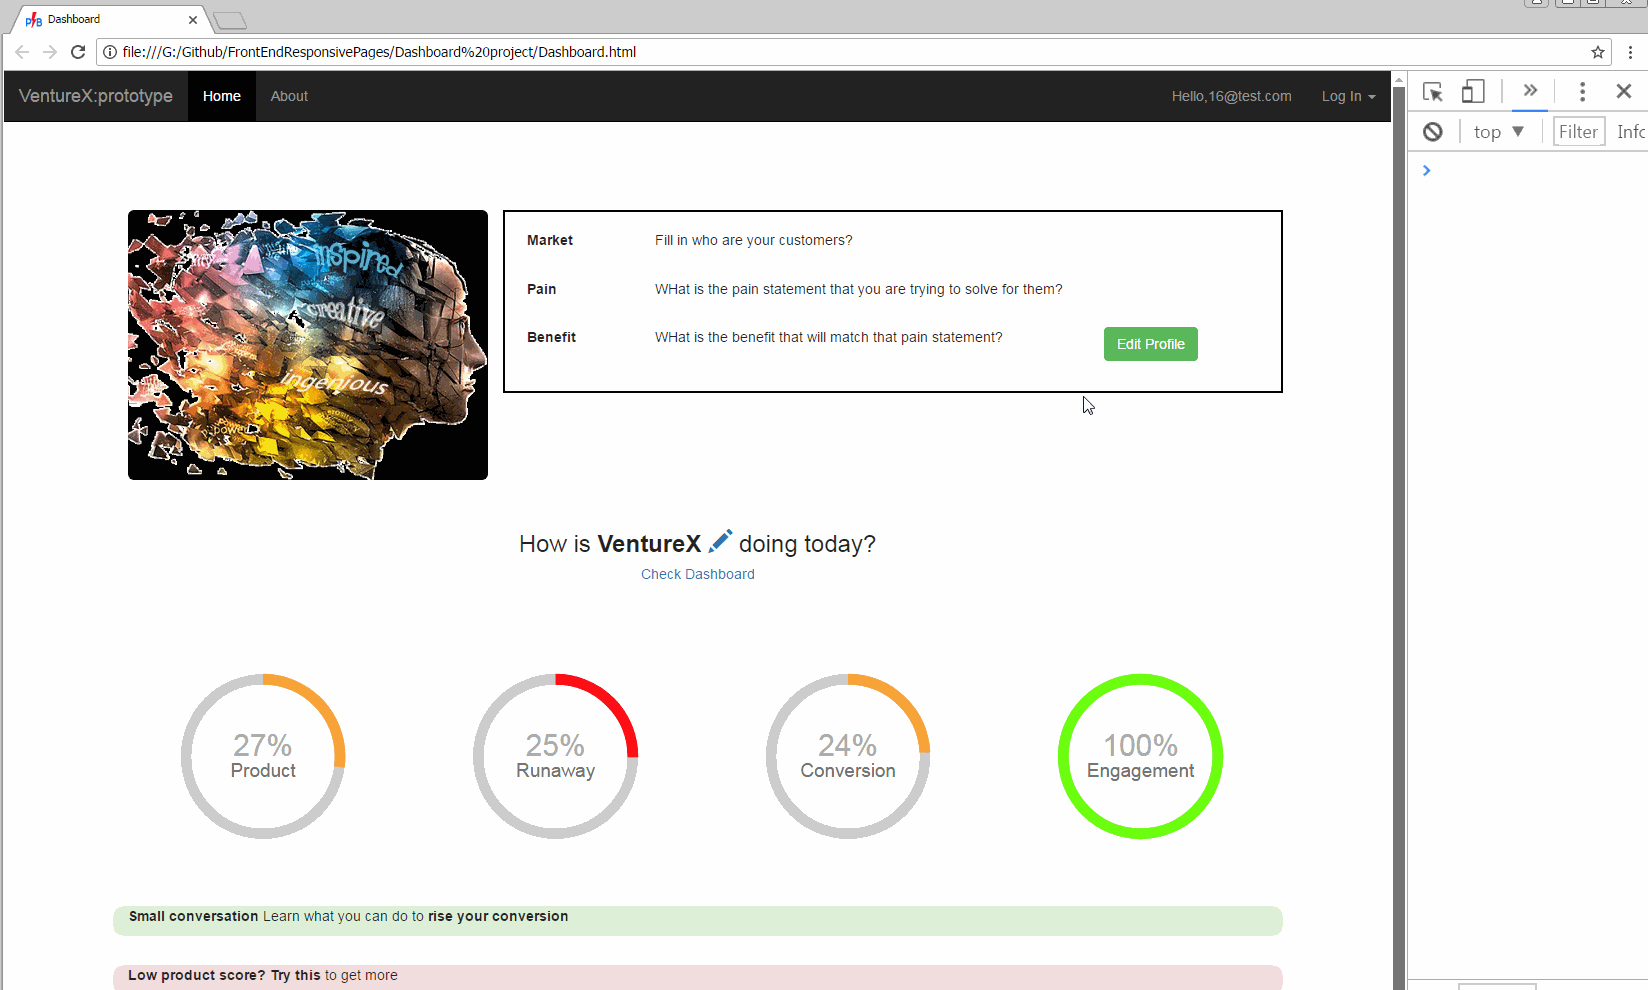 Dashboard
file:///G:/Github/FrontEndResponsivePages/Dashboard%20project/Dashboard.html
VentureX:prototype Home About Hello,16@test.com Log In
top Filter Info
inspired
creative
ingenious
power
Market Fill in who are your customers?
Pain WHat is the pain statement that you are trying to solve for them?
Benefit WHat is the benefit that will match that pain statement?
Edit Profile
How is VentureX doing today?
Check Dashboard
27%
Product
25%
Runaway
24%
Conversion
100%
Engagement
Small conversation Learn what you can do to rise your conversion
Low product score? Try this to get more